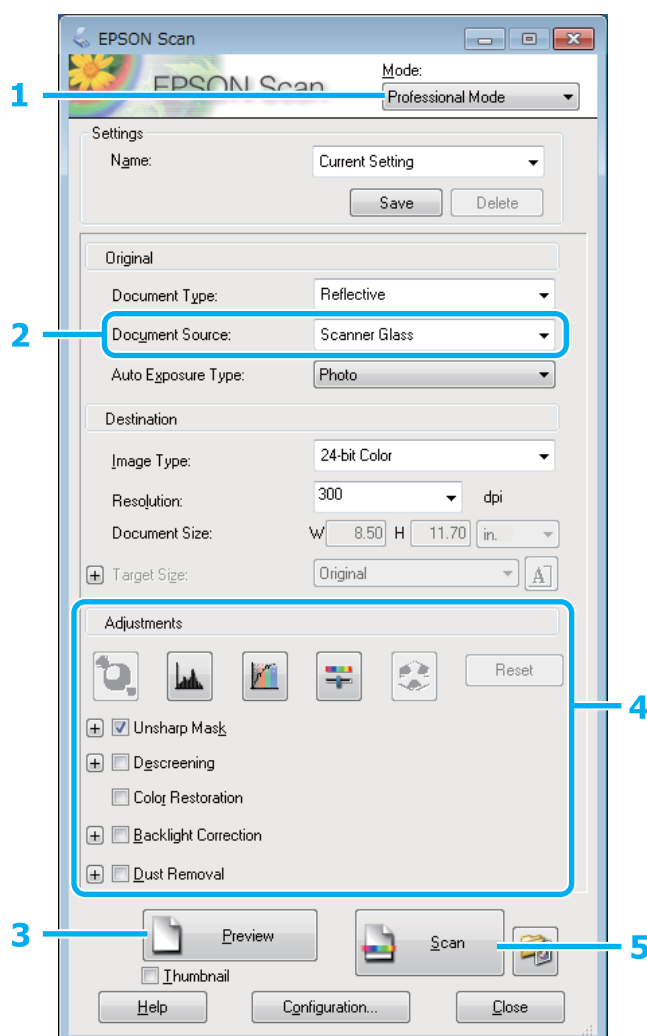 EPSON Scan
EPSON Scan
Mode:
1
Professional Mode
Settings
Name:
Current Setting
Save
Delete
Original
Document Type:
Reflective
2
Document Source:
Scanner Glass
Auto Exposure Type:
Photo
Destination
Image Type:
24-bit Color
Resolution:
300
dpi
Document Size:
W 8.50 H 11.70 in.
Target Size:
Original
A
Adjustments
Reset
4
Unsharp Mask
Descreening
Color Restoration
Backlight Correction
Dust Removal
3
Preview
Scan
5
Thumbnail
Help
Configuration...
Close